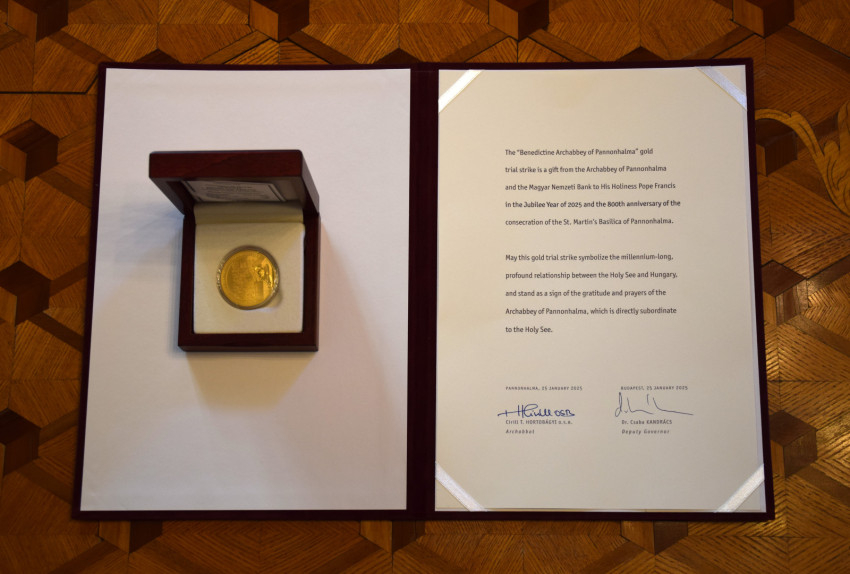 The "Benedictine Archabbey of Pannonhalma" gold
trial strike is a gift from the Archabbey of Pannonhalma
and the Magyar Nemzeti Bank to His Holiness Pope Francis
in the Jubilee Year of 2025 and the 800th anniversary of the
consecration of the St. Martin's Basilica of Pannonhalma.
May this gold trial strike symbolize the millennium-long,
profound relationship between the Holy See and Hungary,
and stand as a sign of the gratitude and prayers of the
Archabbey of Pannonhalma, which is directly subordinate
to the Holy See.
PANNONHALMA, 25 JANUARY 2025
BUDAPEST, 25 JANUARY 2025
OSB
Cirill T. HORTOBÁGYI o.s.b.
Dr. Csaba KANDRÁCS
Archabbot
Deputy Governor